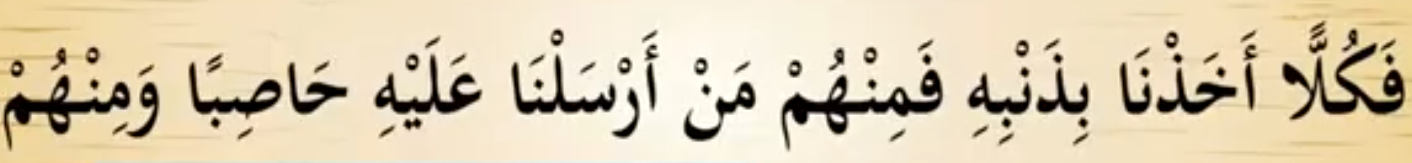 فَكُلًّا أَخَذْنَا بِذَنْبِهِ فَمِنْهُمْ مَنْ أَرْسَلْنَا عَلَيْهِ حَاصِبًا وَمِنْهُمْ